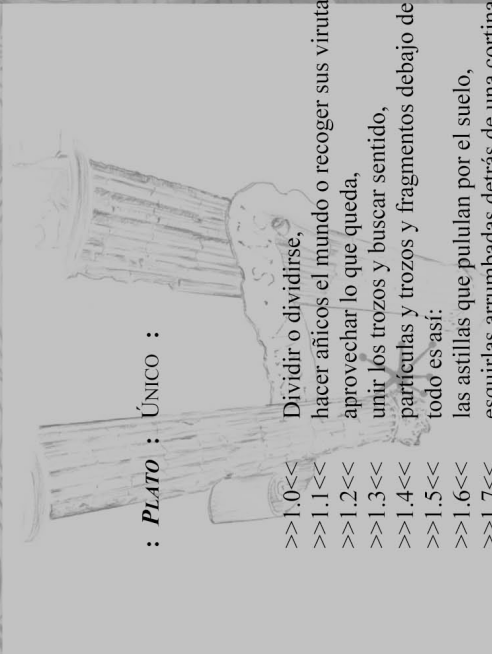 : PLATO : ÚNICO :
>>1.0<< Dividir o dividirse,
>>1.1<< hacer añicos el mundo o recoger sus viruta
>>1.2<< aprovechar lo que queda,
>>1.3<< unir los trozos y buscar sentido,
>>1.4<< partículas y trozos y fragmentos debajo de
>>1.5<< todo es así:
>>1.6<< las astillas que pululan por el suelo,
>>1.7<< esquirlas arrumbadas detrás de una cortina